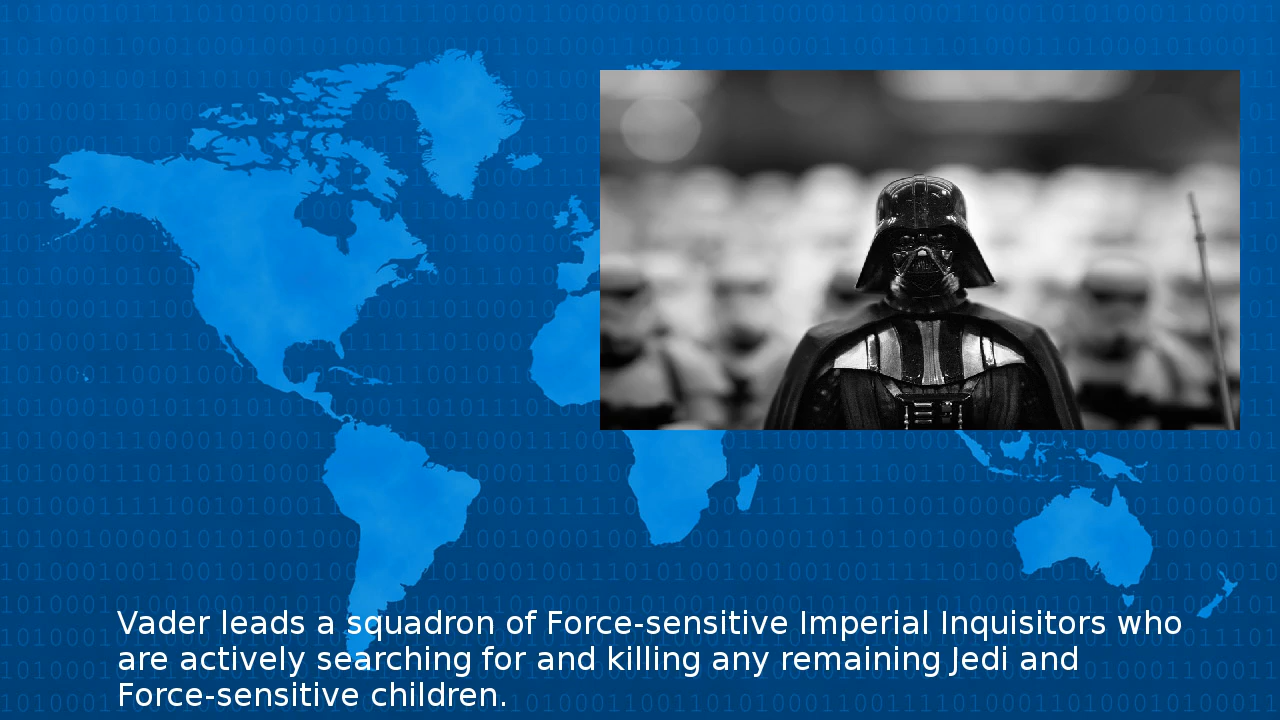 Vader leads a squadron of Force-sensitive Imperial Inquisitors who
are actively searching for and killing any remaining Jedi and
Force-sensitive children.